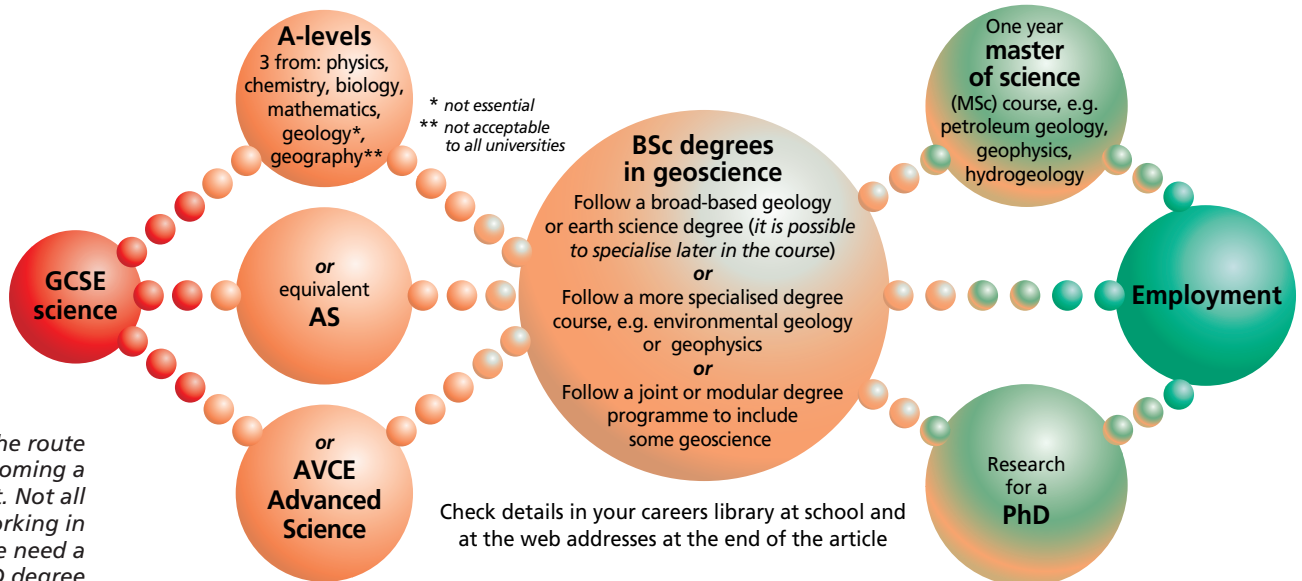 GCSE
science
A-levels
3 from: physics,
chemistry, biology,
mathematics,
geology*,
geography**
* not essential
** not acceptable
to all universities
or
equivalent
AS
or
AVCE
Advanced
Science
BSc degrees
in geoscience
Follow a broad-based geology
or earth science degree (it is possible
to specialise later in the course)
or
Follow a more specialised degree
course, e.g. environmental geology
or geophysics
or
Follow a joint or modular degree
programme to include
some geoscience
One year
master
of science
(MSc) course, e.g.
petroleum geology,
geophysics,
hydrogeology
Employment
Research
for a
PhD
Check details in your careers library at school and
at the web addresses at the end of the article
route
a
Not all
in
need a
degree